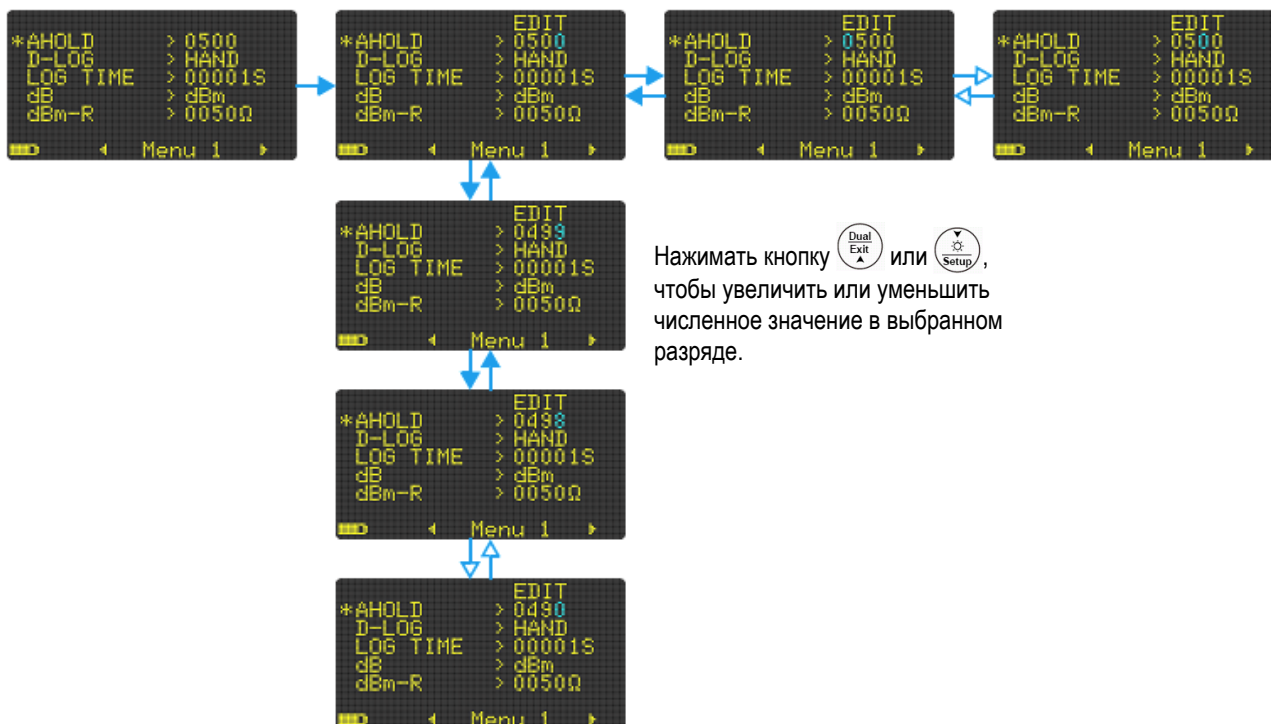 *AHOLD > 0500
D-LOG > HAND
LOG TIME > 00001S
dB > dBm
dBm-R > 0050Ω
Menu 1
EDIT
*AHOLD > 0500
D-LOG > HAND
LOG TIME > 00001S
dB > dBm
dBm-R > 0050Ω
Menu 1
EDIT
*AHOLD > 0500
D-LOG > HAND
LOG TIME > 00001S
dB > dBm
dBm-R > 0050Ω
Menu 1
EDIT
*AHOLD > 0500
D-LOG > HAND
LOG TIME > 00001S
dB > dBm
dBm-R > 0050Ω
Menu 1
EDIT
*AHOLD > 0499
D-LOG > HAND
LOG TIME > 00001S
dB > dBm
dBm-R > 0050Ω
Menu 1
Нажимать кнопку Dual Exit или Setup,
чтобы увеличить или уменьшить
численное значение в выбранном
разряде.
EDIT
*AHOLD > 0498
D-LOG > HAND
LOG TIME > 00001S
dB > dBm
dBm-R > 0050Ω
Menu 1
EDIT
*AHOLD > 0490
D-LOG > HAND
LOG TIME > 00001S
dB > dBm
dBm-R > 0050Ω
Menu 1